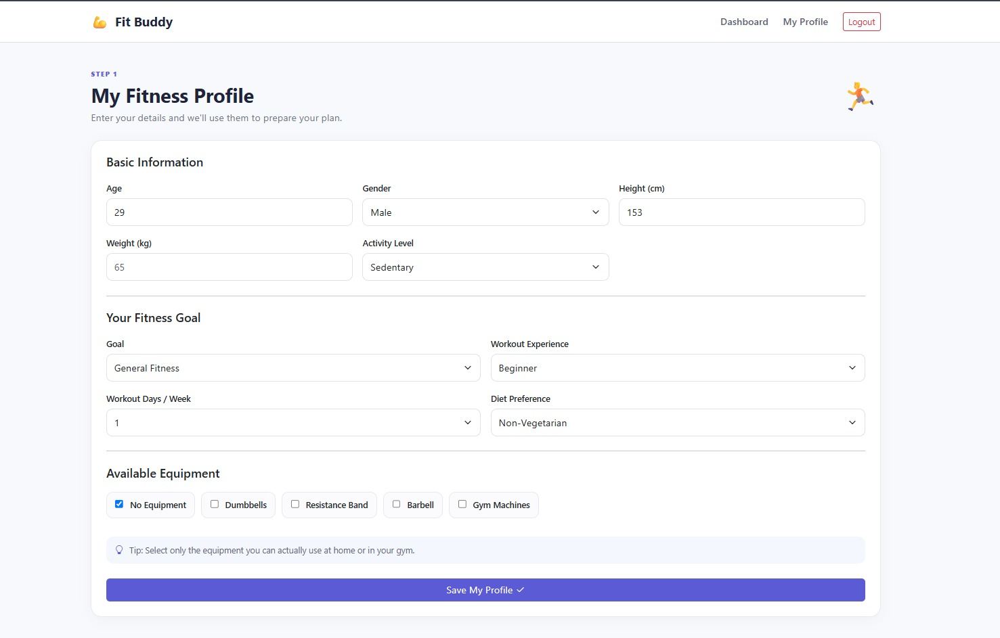 Fit Buddy
Dashboard My Profile Logout
STEP 1
My Fitness Profile
Enter your details and we'll use them to prepare your plan.
Basic Information
Age Gender Height (cm)
29 Male 153
Weight (kg) Activity Level
65 Sedentary
Your Fitness Goal
Goal Workout Experience
General Fitness Beginner
Workout Days / Week Diet Preference
1 Non-Vegetarian
Available Equipment
No Equipment Dumbbells Resistance Band Barbell Gym Machines
Tip: Select only the equipment you can actually use at home or in your gym.
Save My Profile ✓